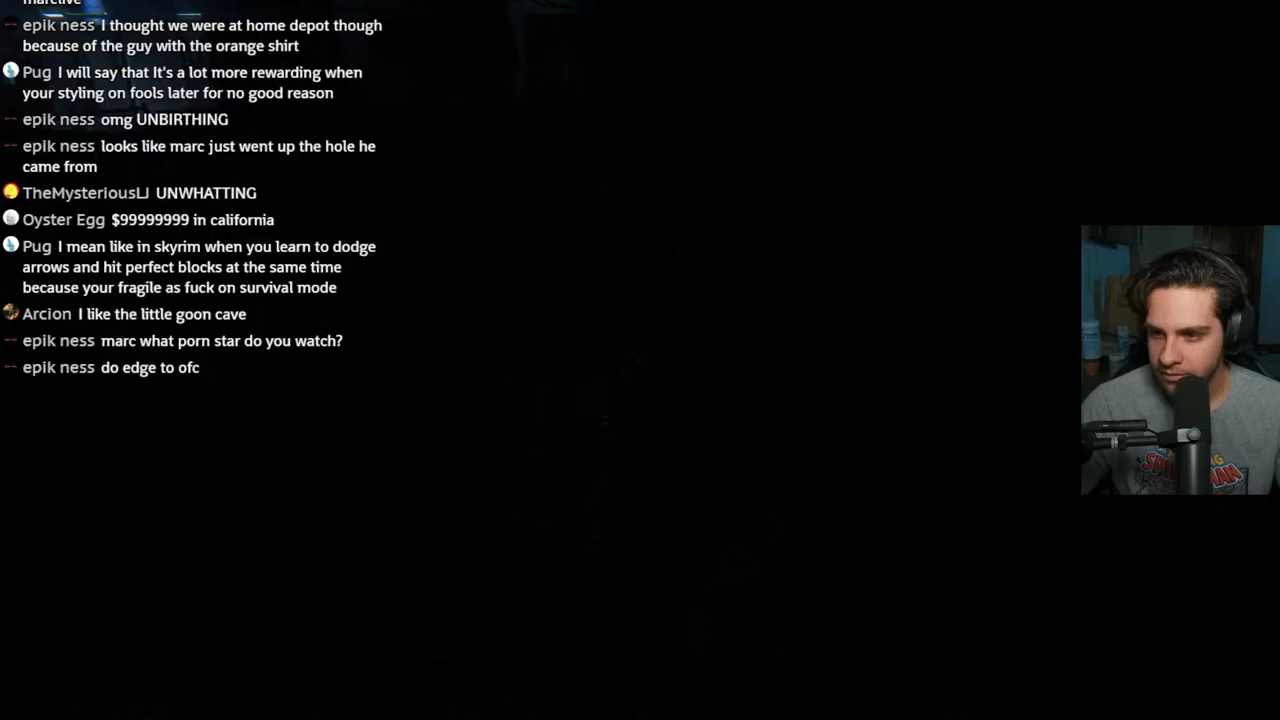 marclive
epik ness I thought we were at home depot though
because of the guy with the orange shirt
Pug I will say that It's a lot more rewarding when
your styling on fools later for no good reason
epik ness omg UNBIRTHING
epik ness looks like marc just went up the hole he
came from
TheMysteriousLJ UNWHATTING
Oyster Egg $99999999 in california
Pug I mean like in skyrim when you learn to dodge
arrows and hit perfect blocks at the same time
because your fragile as fuck on survival mode
Arcion I like the little goon cave
epik ness marc what porn star do you watch?
epik ness do edge to ofc